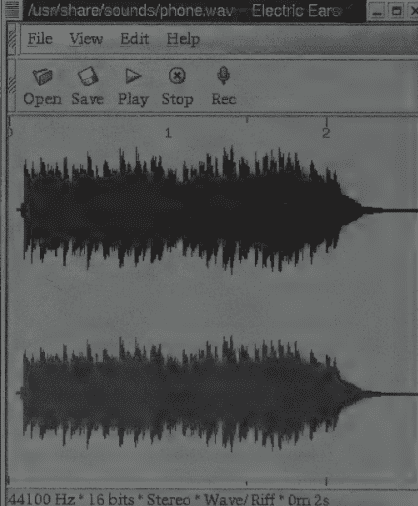 /usr/share/sounds/phone.wav Electric Ears
File View Edit Help
Open Save Play Stop Rec
0 1 2
44100 Hz * 16 bits * Stereo * Wave/Riff * 0m 2s